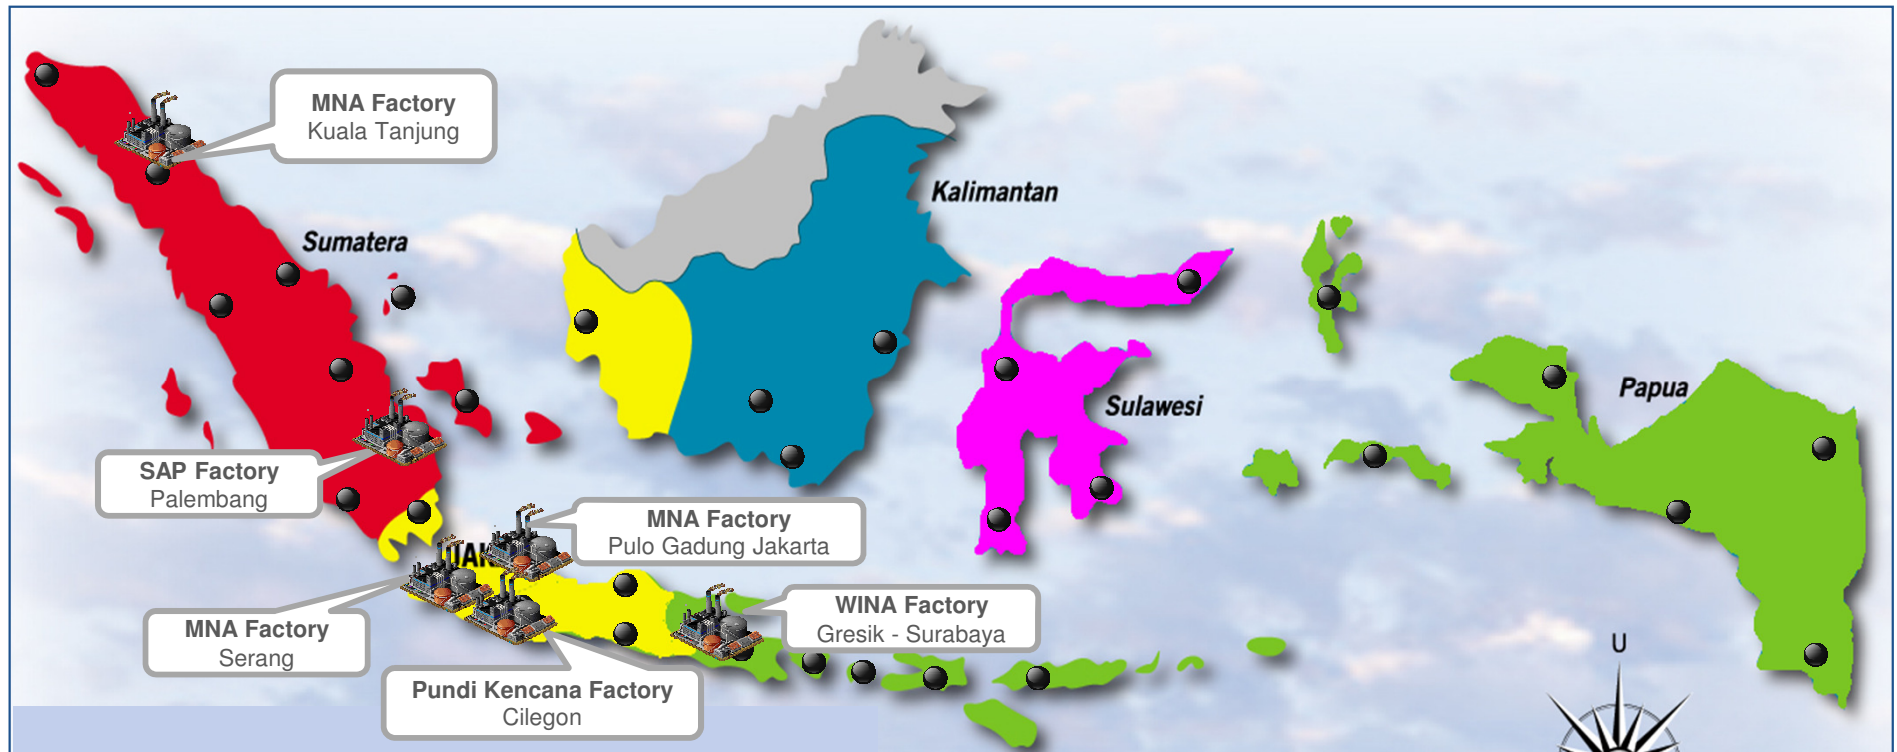 MNA Factory
Kuala Tanjung
Kalimantan
Sumatera
Papua
Sulawesi
SAP Factory
Palembang
MNA Factory
Pulo Gadung Jakarta
WINA Factory
Gresik - Surabaya
MNA Factory
Serang
U
Pundi Kencana Factory
Cilegon